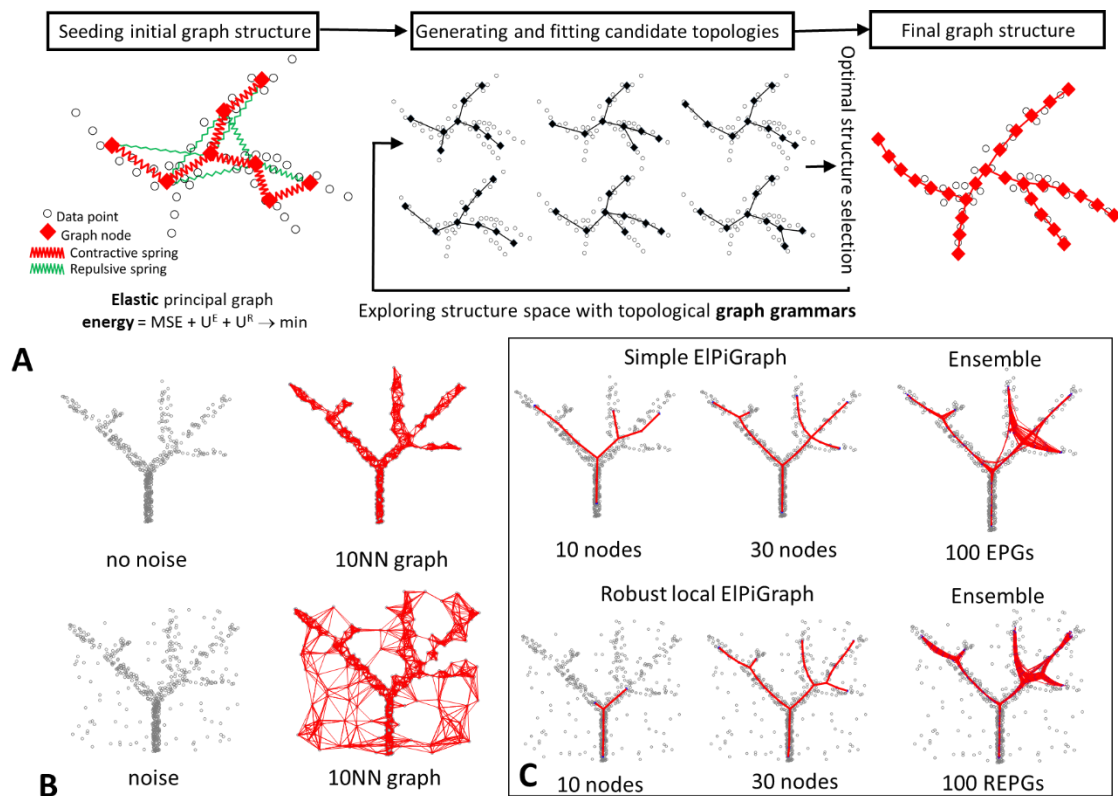 Seeding initial graph structure
Generating and fitting candidate topologies
Final graph structure
Optimal structure selection
Data point
Graph node
Contractive spring
Repulsive spring
Elastic principal graph
energy = MSE + Uᴱ + Uᴿ → min
Exploring structure space with topological graph grammars
A
no noise
10NN graph
noise
10NN graph
B
Simple ElPiGraph
Ensemble
10 nodes
30 nodes
100 EPGs
Robust local ElPiGraph
Ensemble
10 nodes
30 nodes
100 REPGs
C